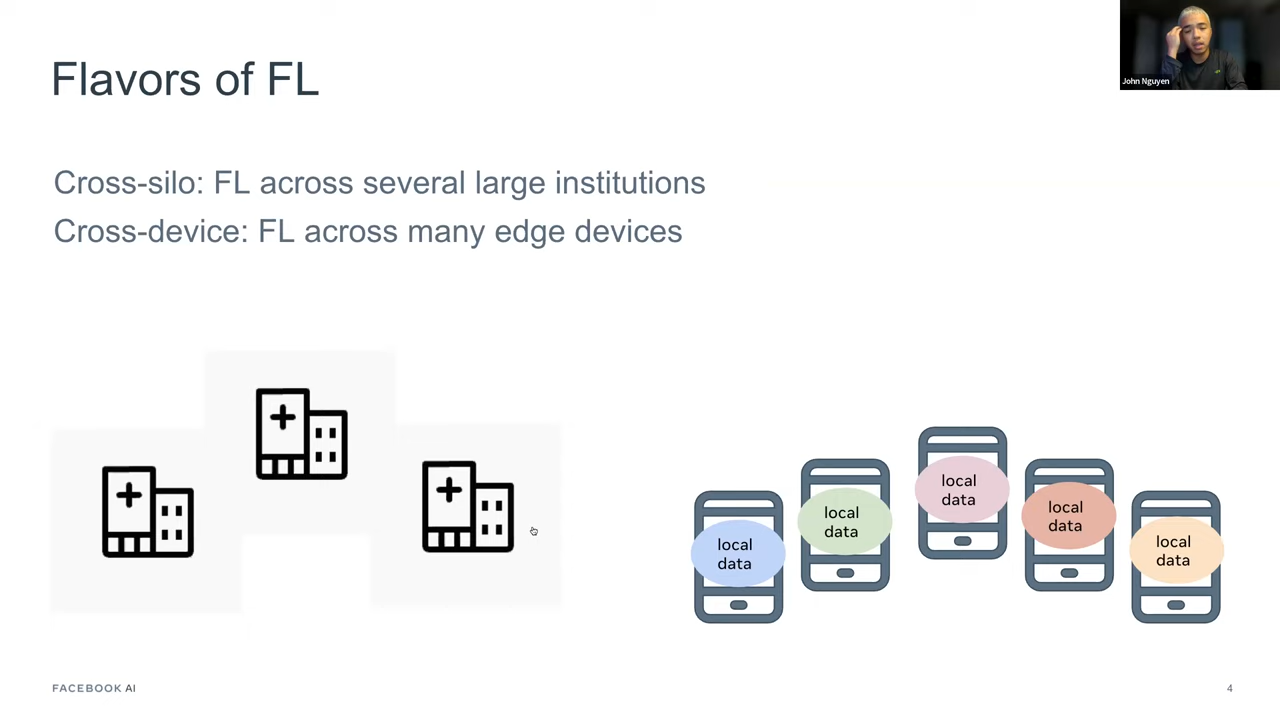 Flavors of FL
John Nguyen
Cross-silo: FL across several large institutions
Cross-device: FL across many edge devices
local
data
local
data
local
data
local
data
local
data
FACEBOOK AI
4